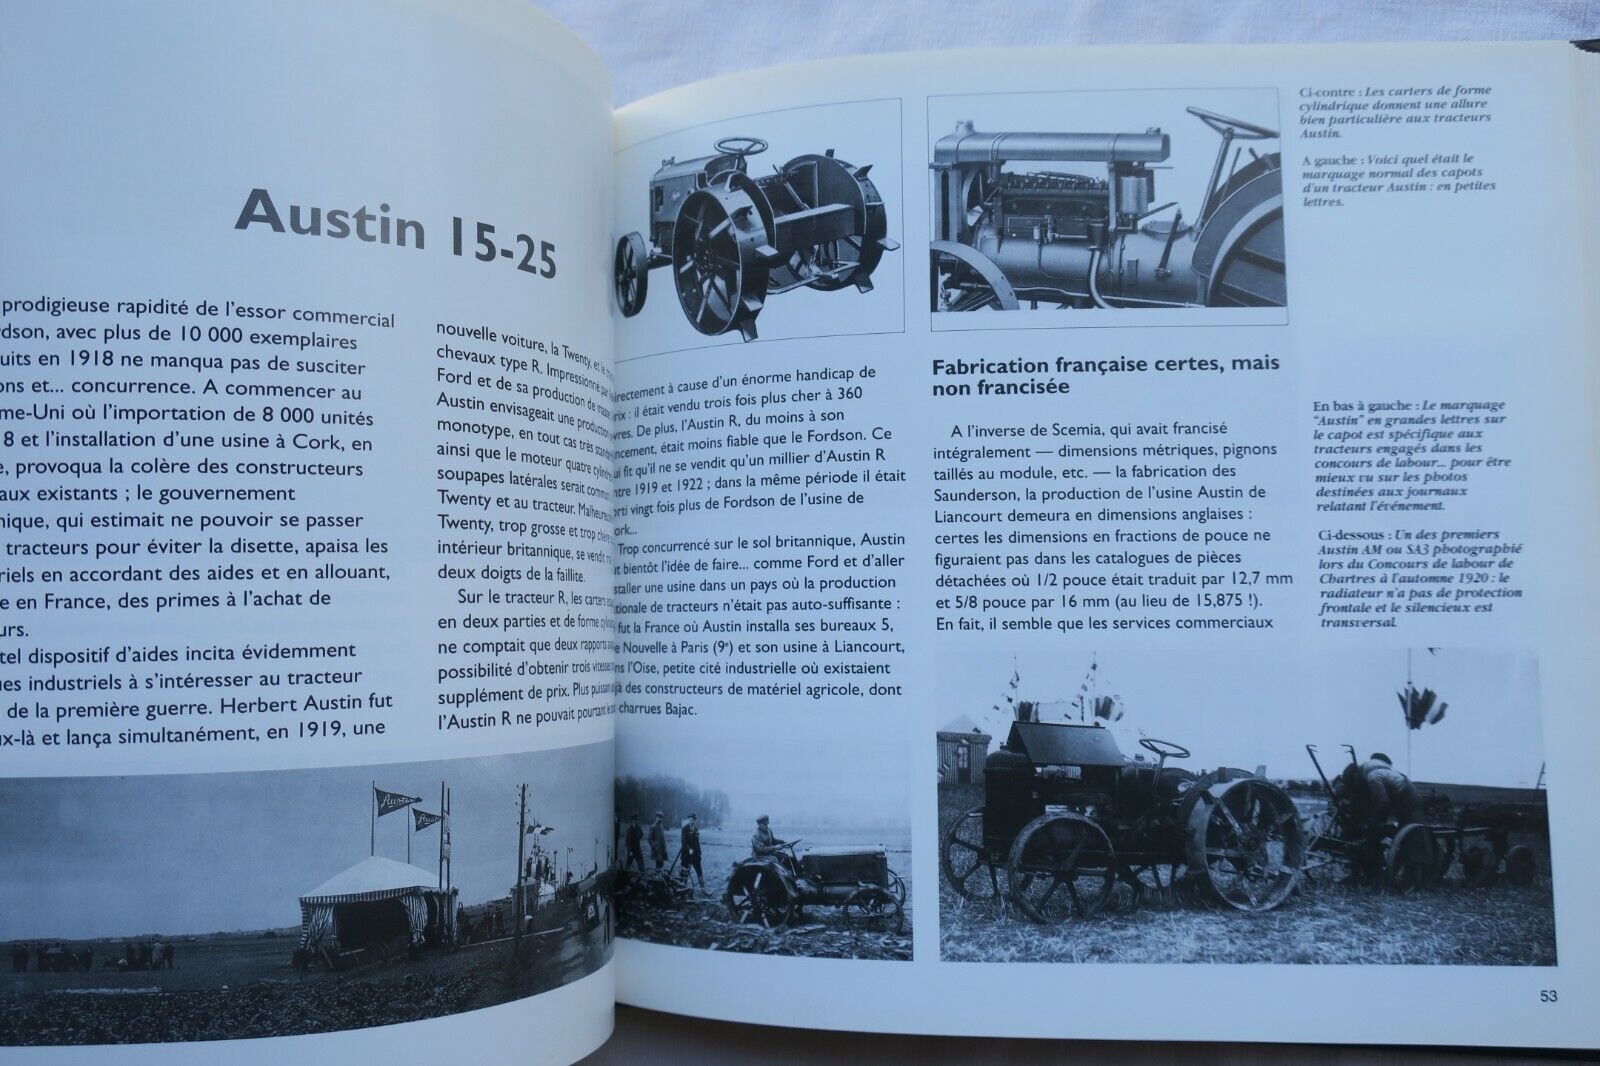 Austin 15-25
prodigieuse rapidité de l'essor commercial
dson, avec plus de 10 000 exemplaires
uits en 1918 ne manqua pas de susciter
ons et... concurrence. A commencer au
me-Uni où l'importation de 8 000 unités
8 et l'installation d'une usine à Cork, en
e, provoqua la colère des constructeurs
aux existants ; le gouvernement
nique, qui estimait ne pouvoir se passer
tracteurs pour éviter la disette, apaisa les
riels en accordant des aides et en allouant,
e en France, des primes à l'achat de
urs.
tel dispositif d'aides incita évidemment
ues industriels à s'intéresser au tracteur
de la première guerre. Herbert Austin fut
ux-là et lança simultanément, en 1919, une
nouvelle voiture, la Twenty, et le
chevaux type R. Impressionné par
Ford et de sa production de masse,
Austin envisageait une production
monotype, en tout cas très
ainsi que le moteur quatre
soupapes latérales serait
Twenty et au tracteur.
Twenty, trop grosse et trop
intérieur britannique, se vendit
deux doigts de la faillite.
Sur le tracteur R, les carters
en deux parties et de forme
ne comptait que deux rapports
possibilité d'obtenir trois
supplément de prix. Plus
l'Austin R ne pouvait pourtant
Austin
irectement à cause d'un énorme handicap de
rix : il était vendu trois fois plus cher à 360
vres. De plus, l'Austin R, du moins à son
ncement, était moins fiable que le Fordson. Ce
ui fit qu'il ne se vendit qu'un millier d'Austin R
ntre 1919 et 1922 ; dans la même période il était
orti vingt fois plus de Fordson de l'usine de
ork...
Trop concurrencé sur le sol britannique, Austin
ut bientôt l'idée de faire... comme Ford et d'aller
staller une usine dans un pays où la production
tionale de tracteurs n'était pas auto-suffisante :
fut la France où Austin installa ses bureaux 5,
e Nouvelle à Paris (9e) et son usine à Liancourt,
ns l'Oise, petite cité industrielle où existaient
jà des constructeurs de matériel agricole, dont
charrues Bajac.
Fabrication française certes, mais
non francisée
A l'inverse de Scemia, qui avait francisé
intégralement — dimensions métriques, pignons
taillés au module, etc. — la fabrication des
Saunderson, la production de l'usine Austin de
Liancourt demeura en dimensions anglaises :
certes les dimensions en fractions de pouce ne
figuraient pas dans les catalogues de pièces
détachées où 1/2 pouce était traduit par 12,7 mm
et 5/8 pouce par 16 mm (au lieu de 15,875 !).
En fait, il semble que les services commerciaux
Ci-contre : Les carters de forme
cylindrique donnent une allure
bien particulière aux tracteurs
Austin.
A gauche : Voici quel était le
marquage normal des capots
d'un tracteur Austin : en petites
lettres.
En bas à gauche : Le marquage
"Austin" en grandes lettres sur
le capot est spécifique aux
tracteurs engagés dans les
concours de labour... pour être
mieux vu sur les photos
destinées aux journaux
relatant l'événement.
Ci-dessous : Un des premiers
Austin AM ou SA3 photographié
lors du Concours de labour de
Chartres à l'automne 1920 : le
radiateur n'a pas de protection
frontale et le silencieux est
transversal.
53